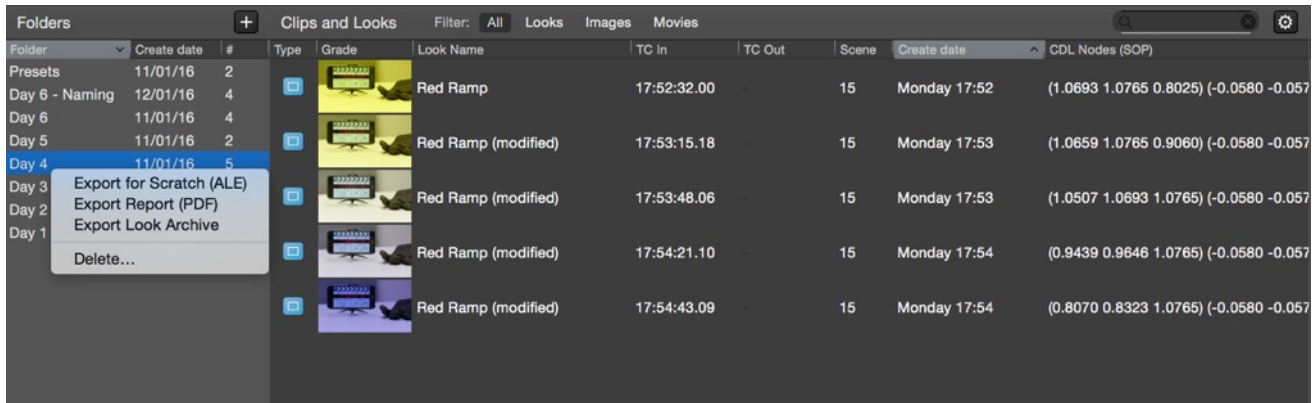 Folders + Clips and Looks Filter: All Looks Images Movies
Folder Create date # Type Grade Look Name TC In TC Out Scene Create date CDL Nodes (SOP)
Presets 11/01/16 2
Day 6 - Naming 12/01/16 4
Day 6 11/01/16 4
Day 5 11/01/16 2
Day 4 11/01/16 5
Day 3
Day 2
Day 1
Export for Scratch (ALE)
Export Report (PDF)
Export Look Archive
Delete...
Red Ramp 17:52:32.00 - 15 Monday 17:52 (1.0693 1.0765 0.8025) (-0.0580 -0.057
Red Ramp (modified) 17:53:15.18 - 15 Monday 17:53 (1.0659 1.0765 0.9060) (-0.0580 -0.057
Red Ramp (modified) 17:53:48.06 - 15 Monday 17:53 (1.0507 1.0693 1.0765) (-0.0580 -0.057
Red Ramp (modified) 17:54:21.10 - 15 Monday 17:54 (0.9439 0.9646 1.0765) (-0.0580 -0.057
Red Ramp (modified) 17:54:43.09 - 15 Monday 17:54 (0.8070 0.8323 1.0765) (-0.0580 -0.057